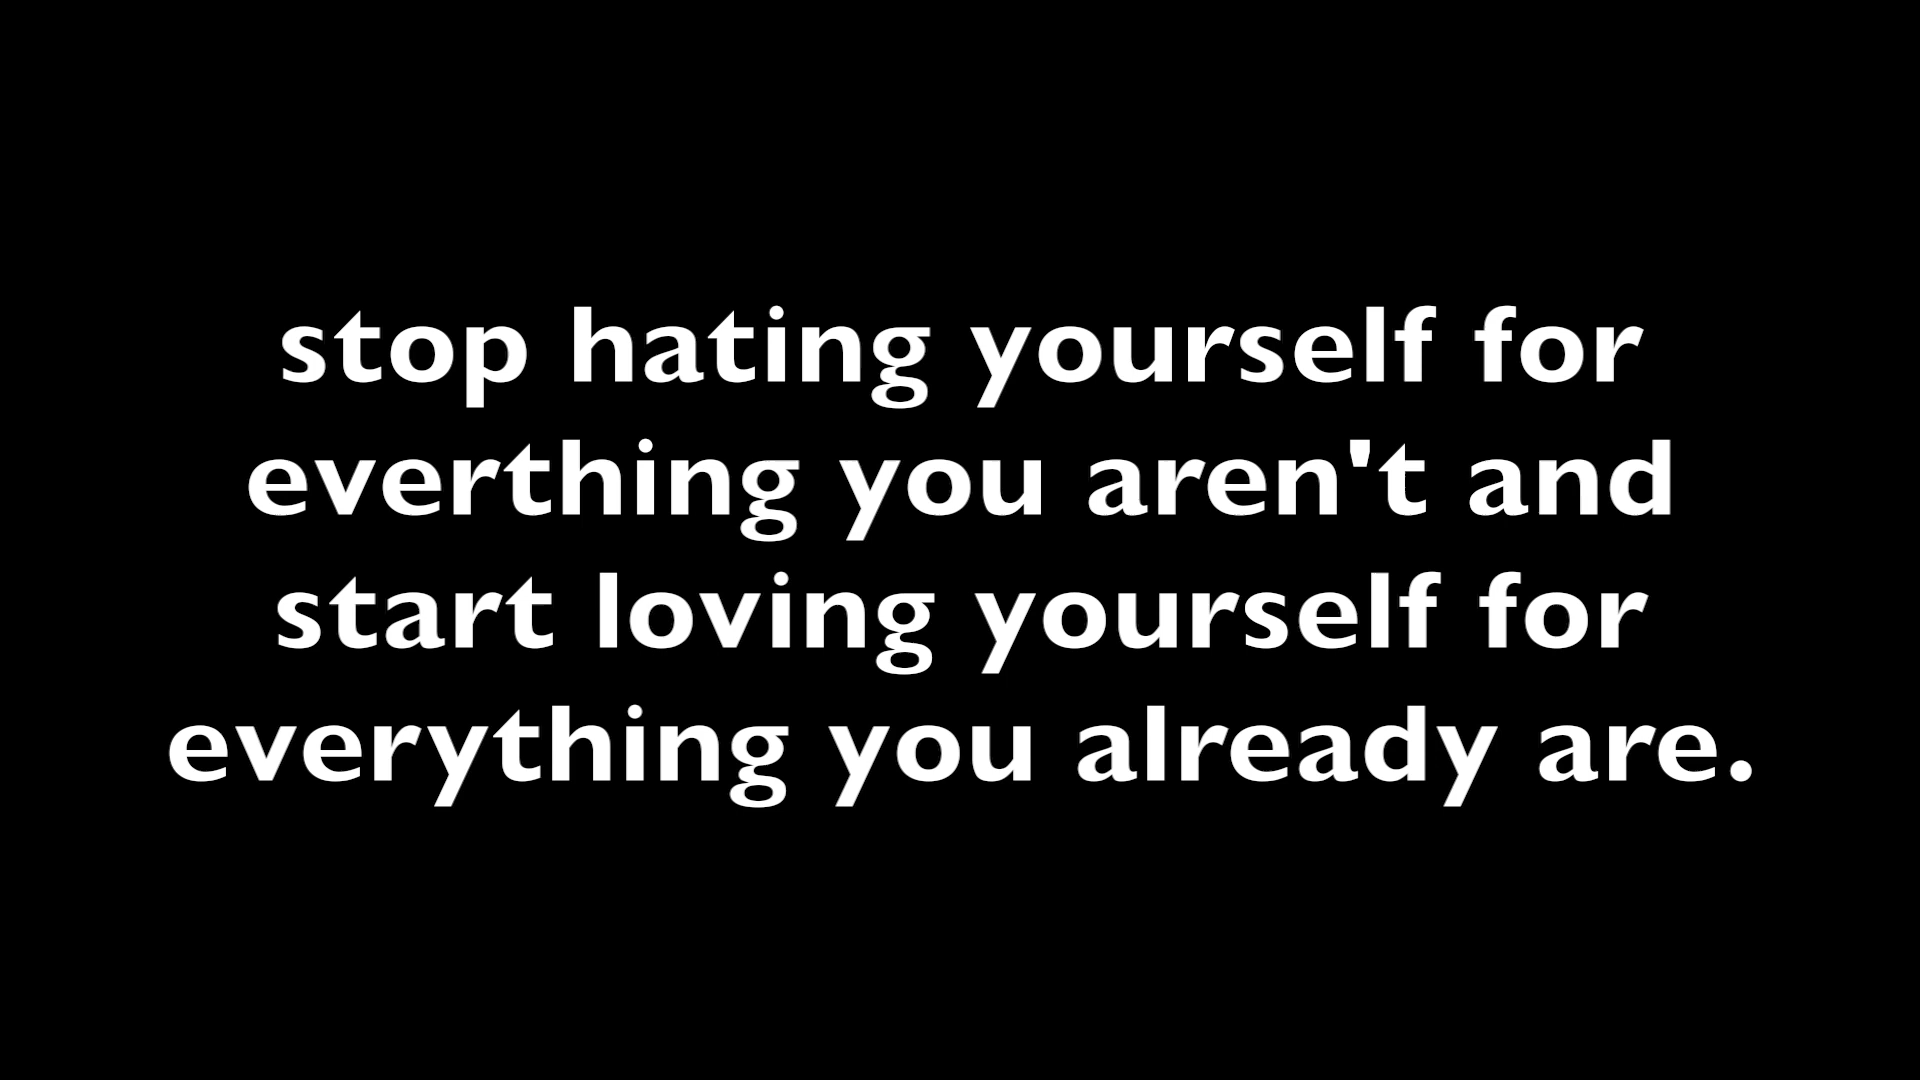 stop hating yourself for
everthing you aren't and
start loving yourself for
everything you already are.